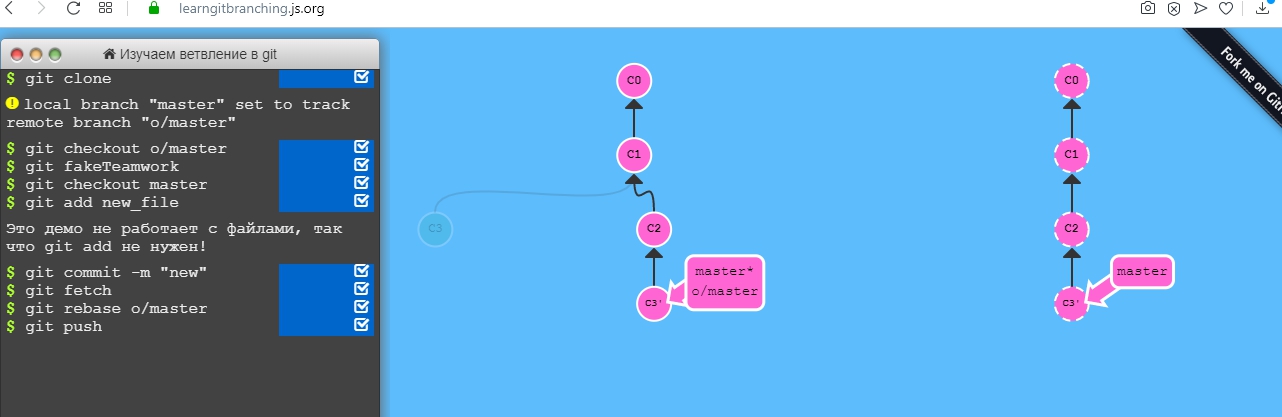 learngitbranching.js.org
Изучаем ветвление в git
$ git clone
local branch "master" set to track
remote branch "o/master"
$ git checkout o/master
$ git fakeTeamwork
$ git checkout master
$ git add new_file
Это демо не работает с файлами, так
что git add не нужен!
$ git commit -m "new"
$ git fetch
$ git rebase o/master
$ git push
C0
C1
C3
C2
C3'
master*
o/master
C0
C1
C2
C3'
master
Fork me on GitH